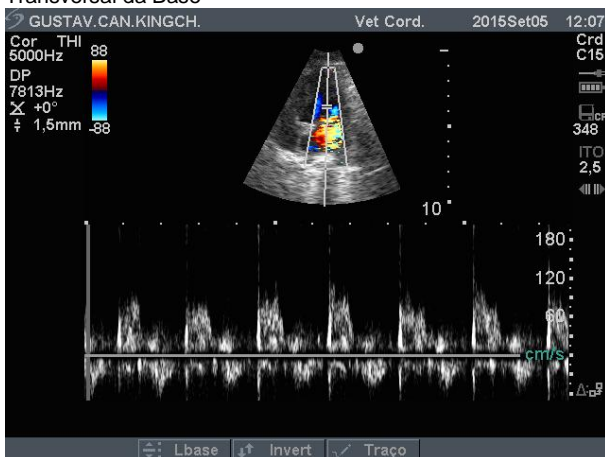 Transversal da Base
GUSTAV.CAN.KINGCH. Vet Cord. 2015Set05 12:07
Cor THI
5000Hz
88
-88
DP
7813Hz
+0°
1,5mm
Crd
C15
CF
348
ITO
2,5
10
180
120
60
cm/s
Lbase Invert Traço